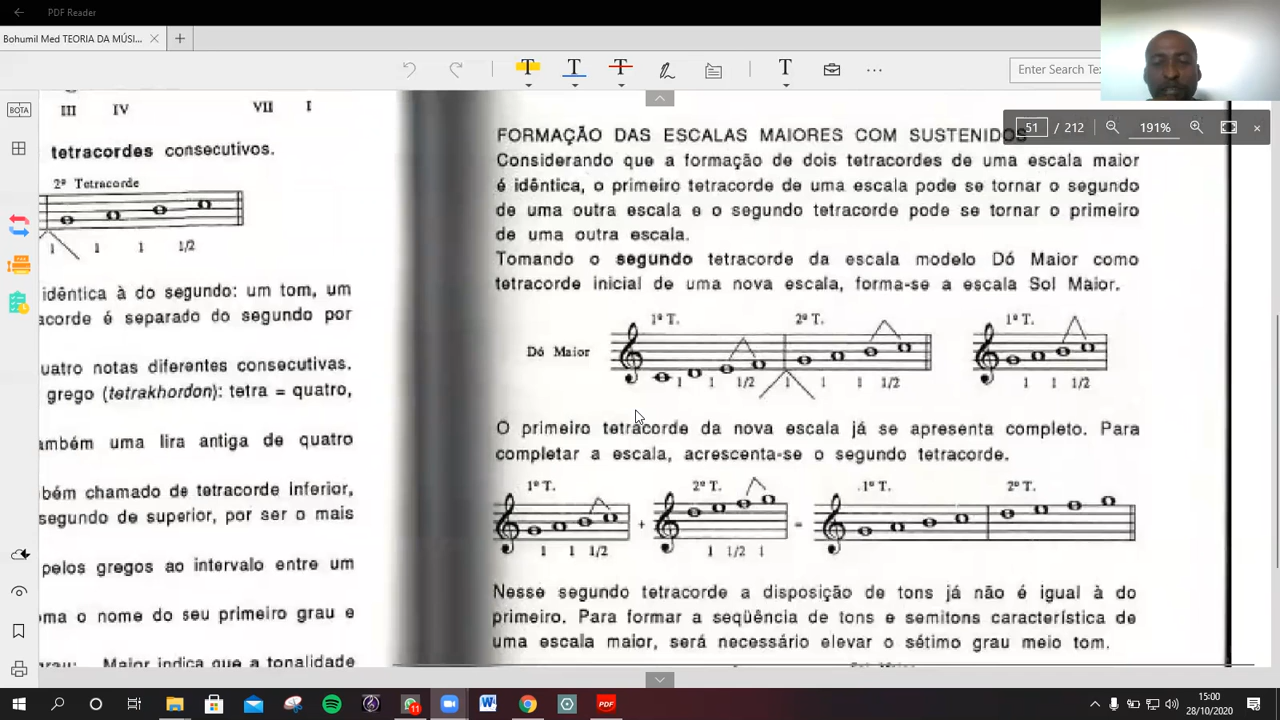 PDF Reader
Bohumil Med TEORIA DA MÚSI...
Enter Search Te
51 / 212
191%
BOTA
III IV VII I
tetracordes consecutivos.
2º Tetracorde
1 1 1 1/2
idêntica à do segundo: um tom, um
acorde é separado do segundo por
uatro notas diferentes consecutivas.
grego (tetrakhordon): tetra = quatro,
ambém uma lira antiga de quatro
bém chamado de tetracorde inferior,
segundo de superior, por ser o mais
pelos gregos ao intervalo entre um
oma o nome do seu primeiro grau e
grau: Maior indica que a tonalidade
FORMAÇÃO DAS ESCALAS MAIORES COM SUSTENIDOS
Considerando que a formação de dois tetracordes de uma escala maior
é idêntica, o primeiro tetracorde de uma escala pode se tornar o segundo
de uma outra escala e o segundo tetracorde pode se tornar o primeiro
de uma outra escala.
Tomando o segundo tetracorde da escala modelo Dó Maior como
tetracorde inicial de uma nova escala, forma-se a escala Sol Maior.
1º T. 2º T. 1º T.
Dó Maior
1 1 1/2 1 1 1 1/2 1 1 1/2
O primeiro tetracorde da nova escala já se apresenta completo. Para
completar a escala, acrescenta-se o segundo tetracorde.
1º T. 2º T. 1º T. 2º T.
+ =
1 1 1/2 1 1/2 1
Nesse segundo tetracorde a disposição de tons já não é igual à do
primeiro. Para formar a seqüência de tons e semitons característica de
uma escala maior, será necessário elevar o sétimo grau meio tom.
11
W
PDF
15:00
28/10/2020